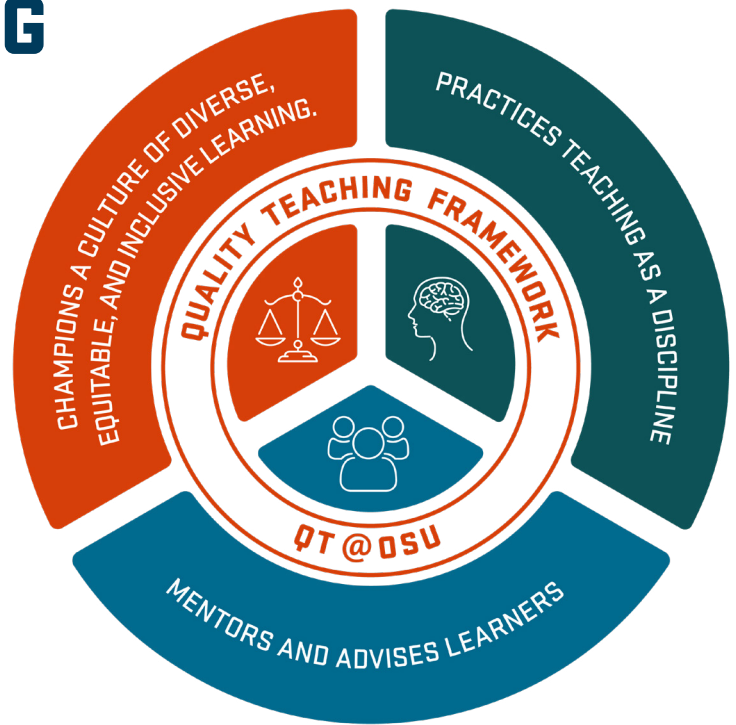 G
CHAMPIONS A CULTURE OF DIVERSE,
EQUITABLE, AND INCLUSIVE LEARNING.
PRACTICES TEACHING AS A DISCIPLINE
QUALITY TEACHING FRAMEWORK
QT@OSU
MENTORS AND ADVISES LEARNERS